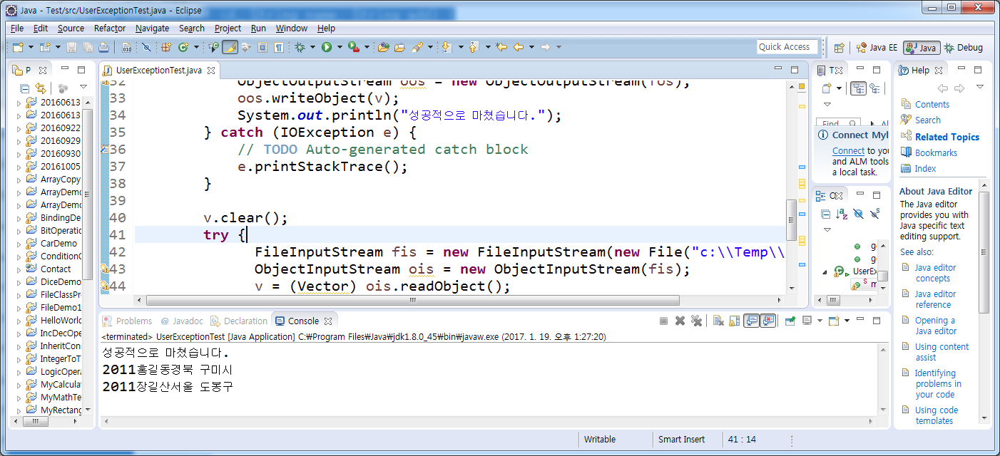 Java - Test/src/UserExceptionTest.java - Eclipse
File Edit Source Refactor Navigate Search Project Run Window Help
Quick Access Java EE Java Debug
P
20160613
20160613
20160922
20160929
20160930
20161005
ArrayCopy
ArrayDemo
ArrayDemo
BindingDe
BitOperatio
CarDemo
ConditionO
Contact
DiceDemo
FileClassPr
FileDemo1
HelloWorld
IncDecOpe
InheritCons
IntegerToT
LogicOpera
MyCalcula
MyMathTe
MyRectang
UserExceptionTest.java
32 ObjectOutputStream oos = new ObjectOutputStream(fos);
33 oos.writeObject(v);
34 System.out.println("성공적으로 마쳤습니다.");
35 } catch (IOException e) {
36 // TODO Auto-generated catch block
37 e.printStackTrace();
38 }
39
40 v.clear();
41 try {
42 FileInputStream fis = new FileInputStream(new File("c:\\Temp\\
43 ObjectInputStream ois = new ObjectInputStream(fis);
44 v = (Vector) ois.readObject();
Problems @ Javadoc Declaration Console
<terminated> UserExceptionTest [Java Application] C:₩Program Files₩Java₩jdk1.8.0_45₩bin₩javaw.exe (2017. 1. 19. 오후 1:27:20)
성공적으로 마쳤습니다.
2011홍길동경북 구미시
2011장길산서울 도봉구
T
Find Al
Connect Myl
Connect to you
and ALM tools
a local task.
O
g
g
UserEx
m
Help
Contents
Search
Related Topics
Bookmarks
Index
About Java Editor
The Java editor
provides you with
Java specific text
editing support.
See also:
Java editor
concepts
Java editor
reference
Opening a
Java editor
Using content
assist
Identifying
problems in
your code
Using code
templates
Writable Smart Insert 41 : 14